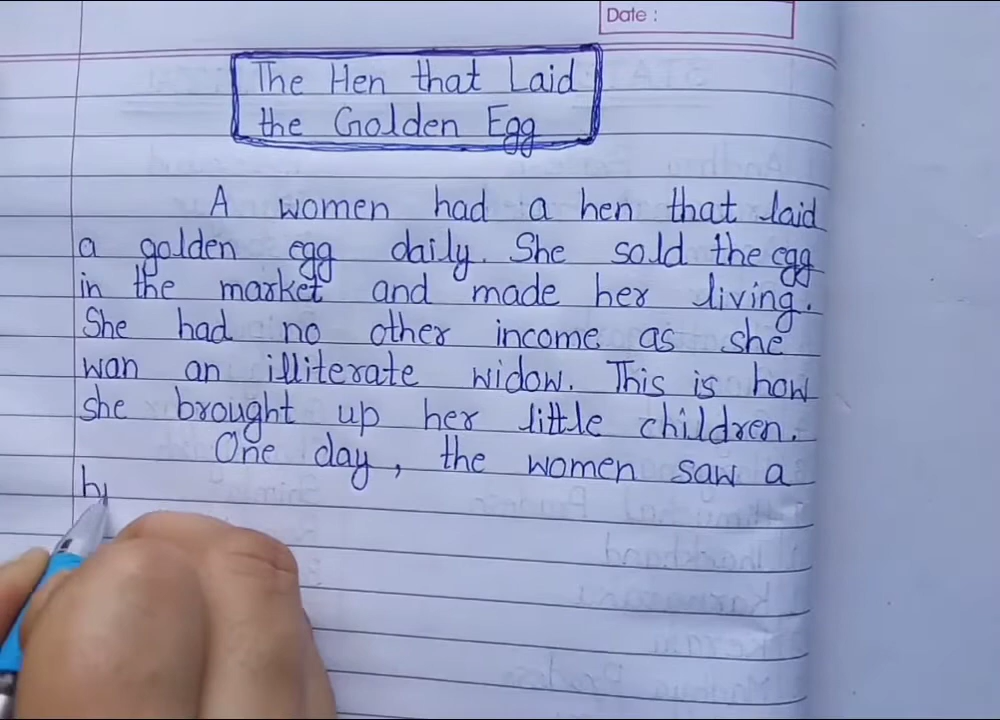 Date :
The Hen that Laid
the Golden Egg
A women had a hen that laid
a golden egg daily. She sold the egg
in the market and made her living.
She had no other income as she
wan an illiterate widow. This is how
she brought up her little children.
One day, the women saw a